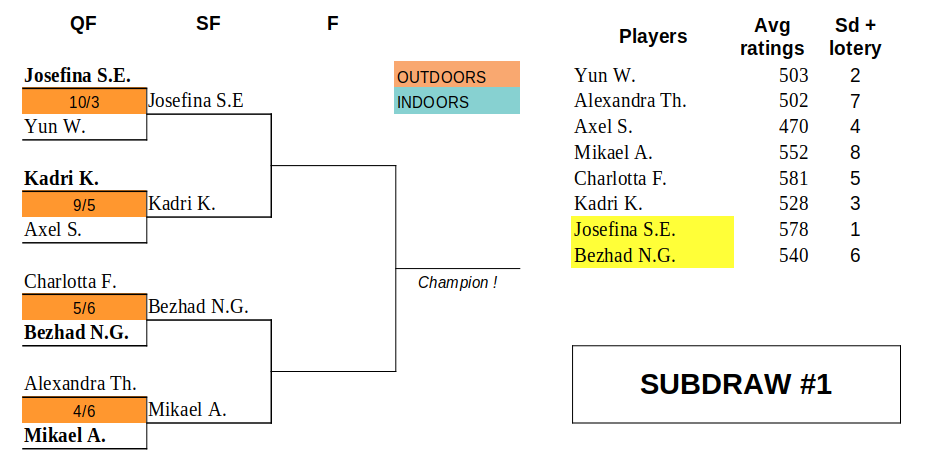 QF SF F
Josefina S.E.
10/3
Josefina S.E
Yun W.
Kadri K.
9/5
Kadri K.
Axel S.
Charlotta F.
5/6
Bezhad N.G.
Bezhad N.G.
Alexandra Th.
4/6
Mikael A.
Mikael A.
Champion !
OUTDOORS
INDOORS
Players Avg ratings Sd + lotery
Yun W. 503 2
Alexandra Th. 502 7
Axel S. 470 4
Mikael A. 552 8
Charlotta F. 581 5
Kadri K. 528 3
Josefina S.E. 578 1
Bezhad N.G. 540 6
SUBDRAW #1